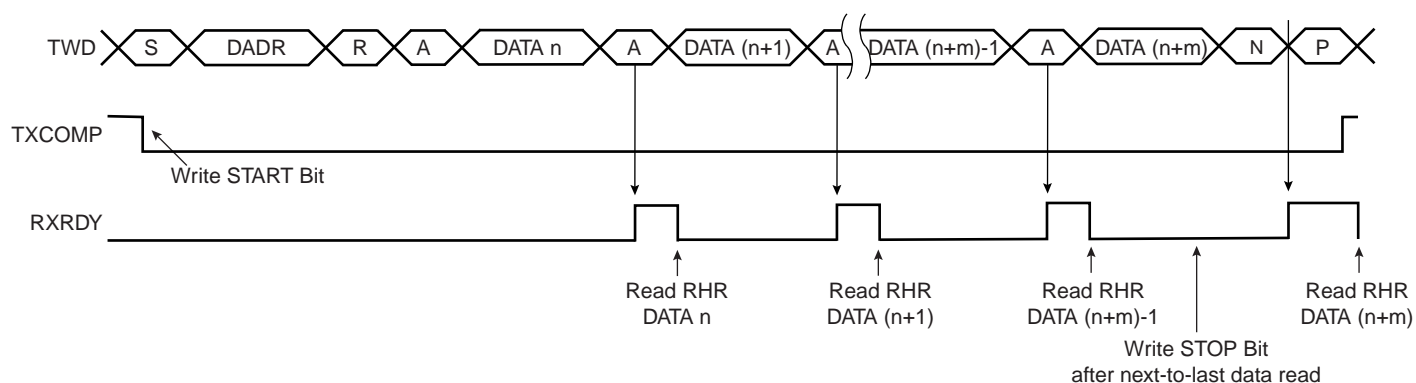 TWD S DADR R A DATA n A DATA (n+1) A DATA (n+m)-1 A DATA (n+m) N P
TXCOMP
Write START Bit
RXRDY
Read RHR Read RHR Read RHR Read RHR
DATA n DATA (n+1) DATA (n+m)-1 DATA (n+m)
Write STOP Bit
after next-to-last data read